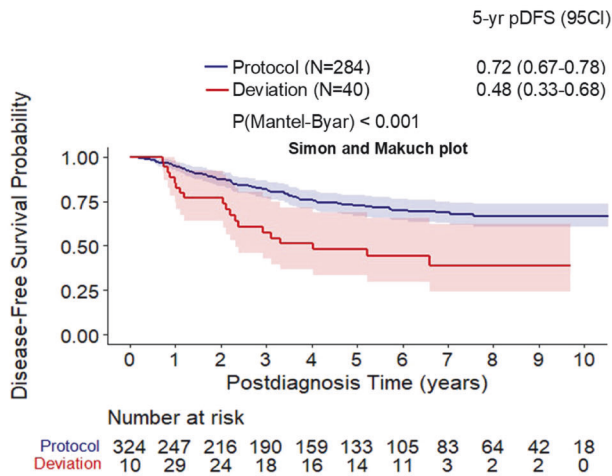 5-yr pDFS (95CI)
Protocol (N=284) 0.72 (0.67-0.78)
Deviation (N=40) 0.48 (0.33-0.68)
P(Mantel-Byar) < 0.001
Simon and Makuch plot
Disease-Free Survival Probability
1.00
0.75
0.50
0.25
0.00
0 1 2 3 4 5 6 7 8 9 10
Postdiagnosis Time (years)
Number at risk
Protocol 324 247 216 190 159 133 105 83 64 42 18
Deviation 10 29 24 18 16 14 11 3 2 2 0